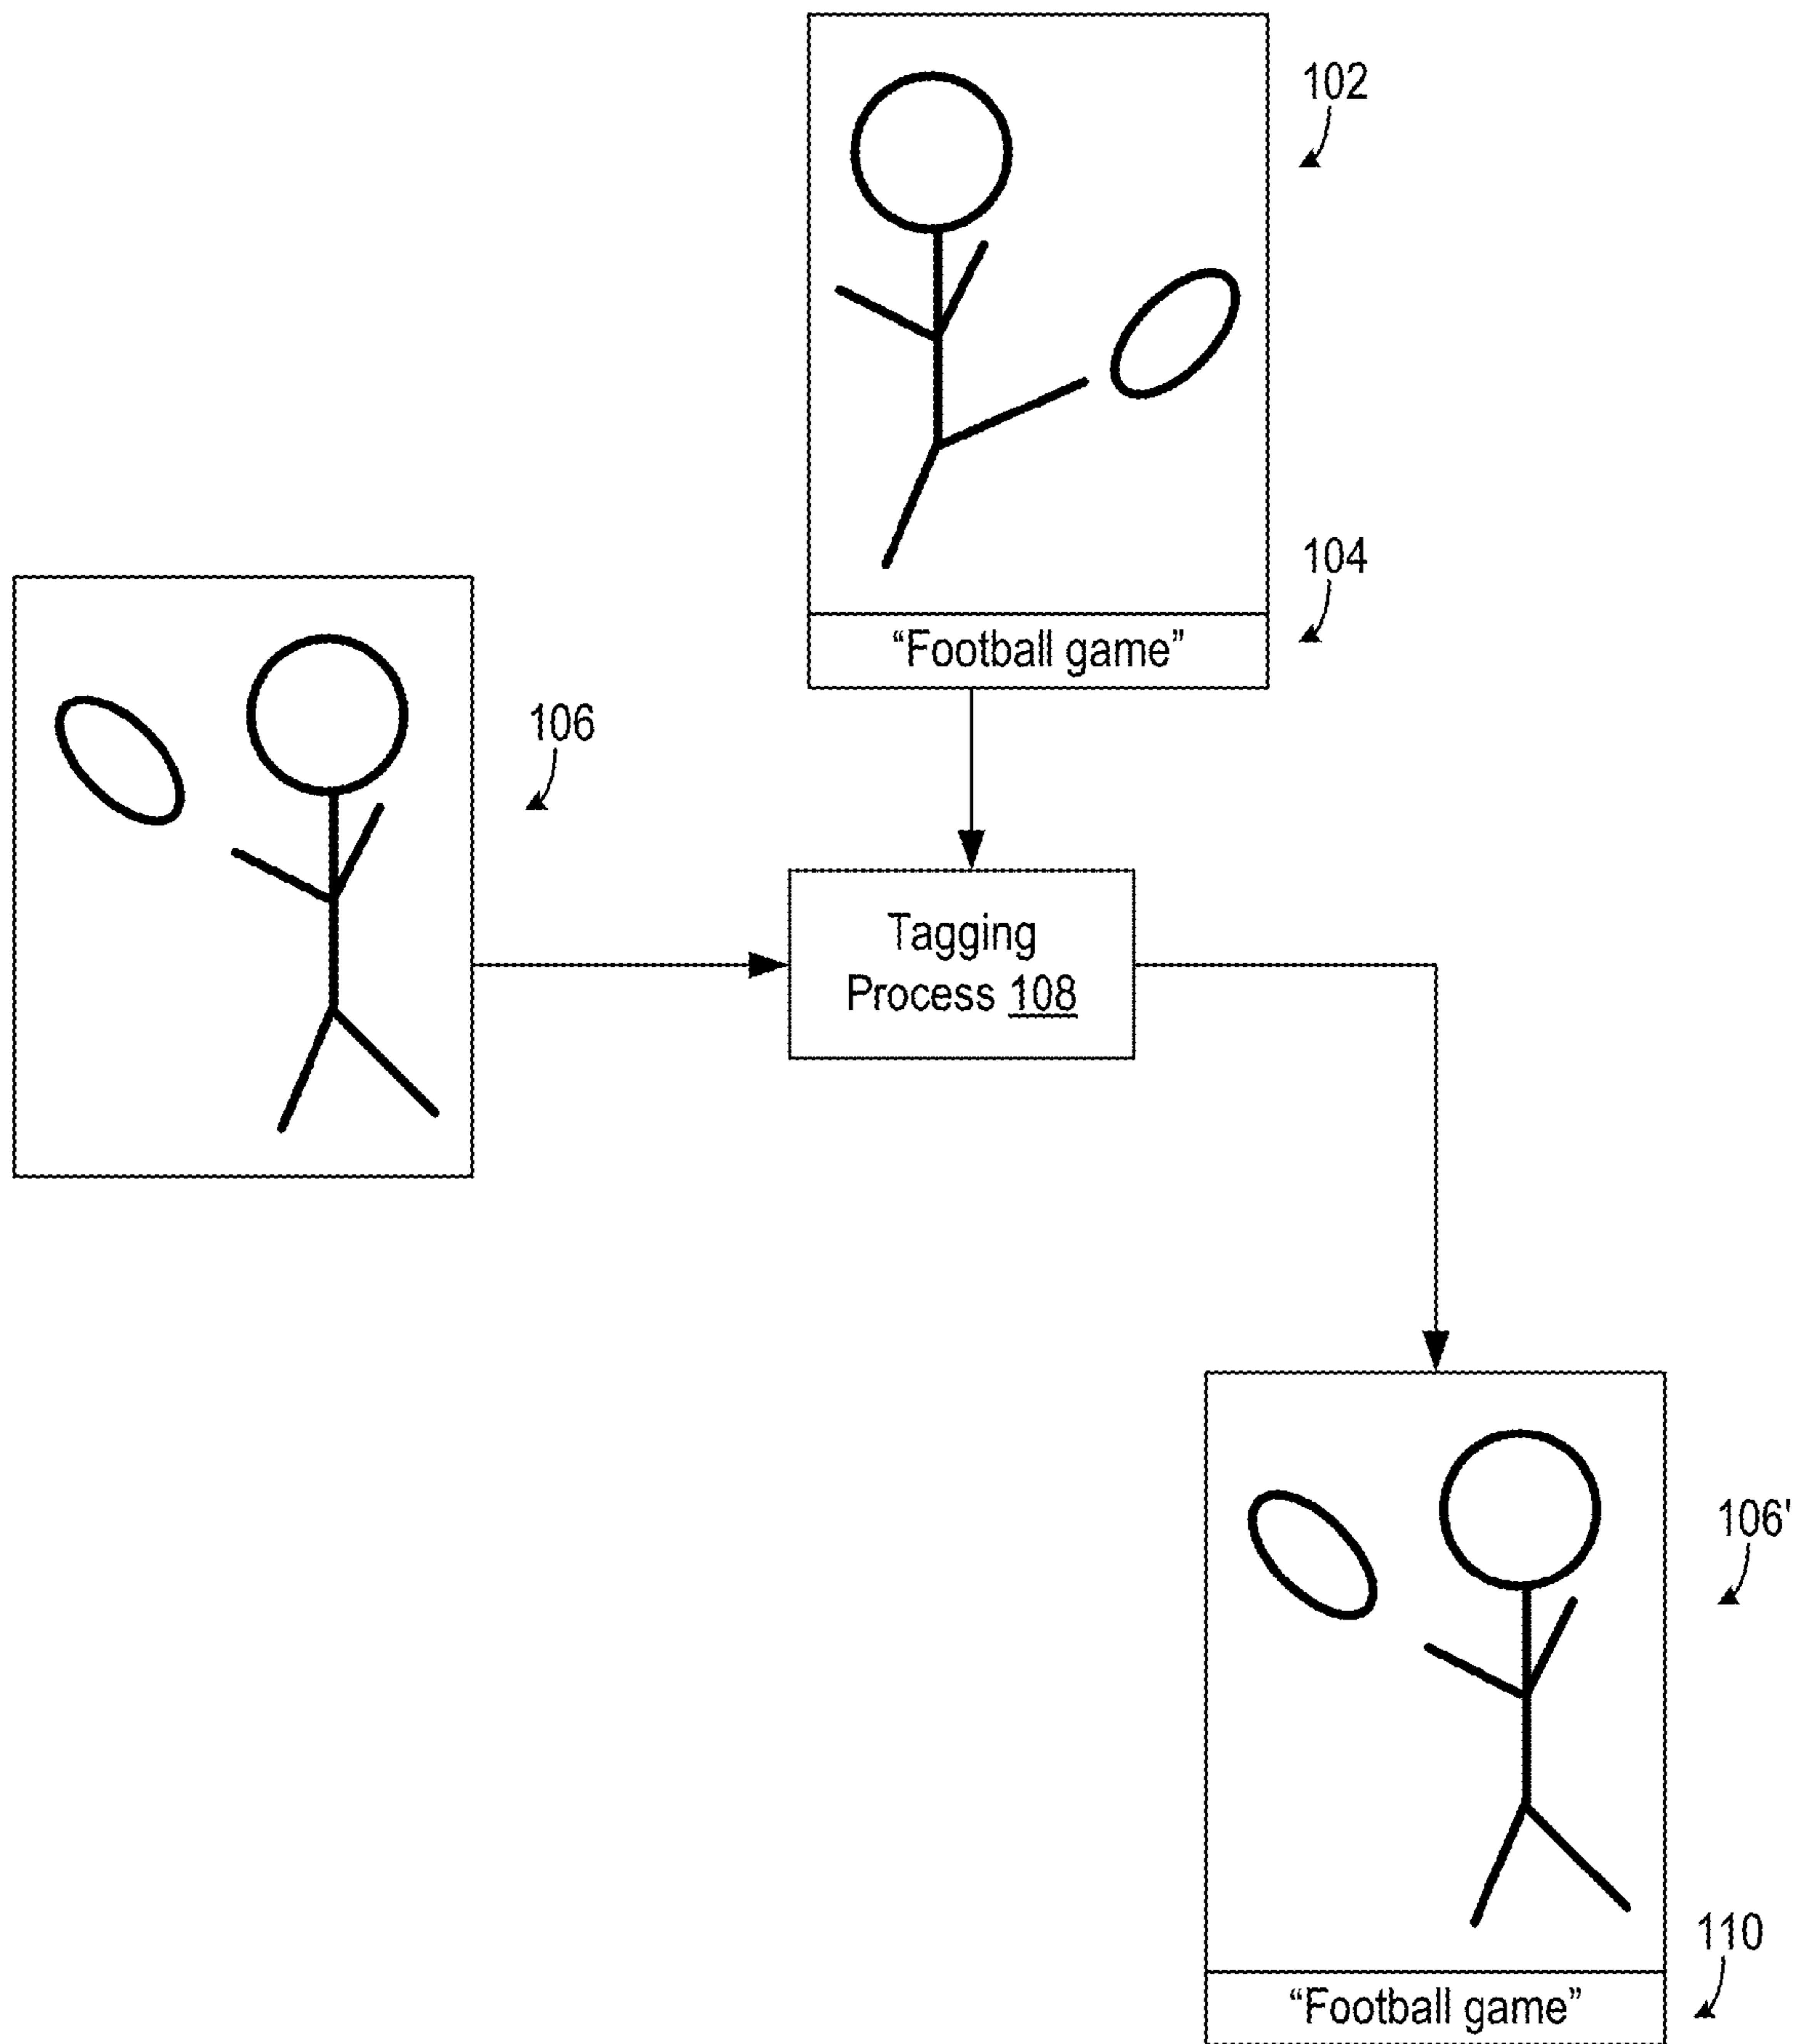 102
104
“Football game”
106
Tagging
Process 108
106'
110
“Football game”